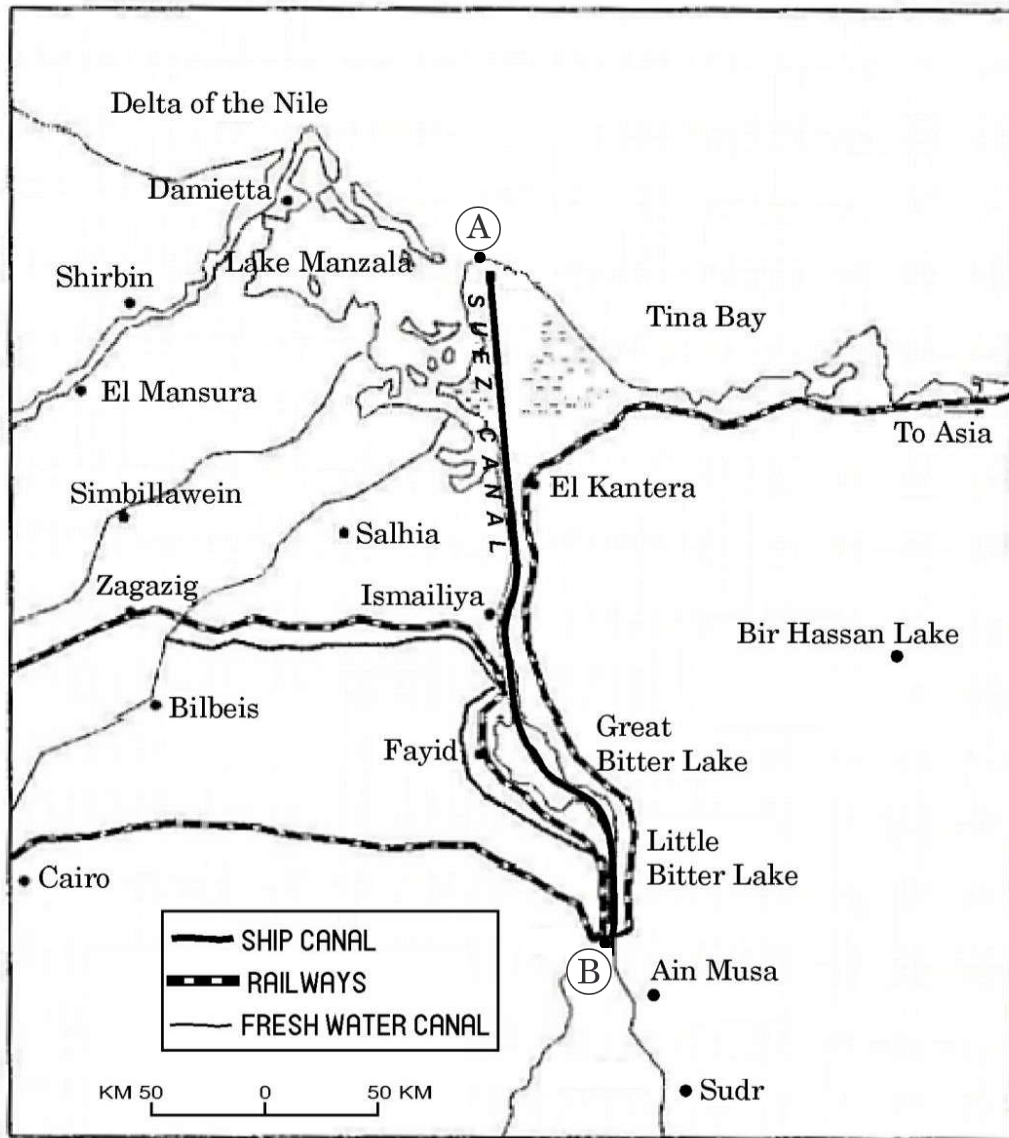 Delta of the Nile
Damietta
A
Lake Manzala
Shirbin
Tina Bay
SUEZ CANAL
El Mansura
To Asia
El Kantera
Simbillawein
Salhia
Zagazig
Ismailiya
Bir Hassan Lake
Bilbeis
Great
Bitter Lake
Fayid
Little
Bitter Lake
Cairo
SHIP CANAL
RAILWAYS
FRESH WATER CANAL
B
Ain Musa
Sudr
KM 50 0 50 KM